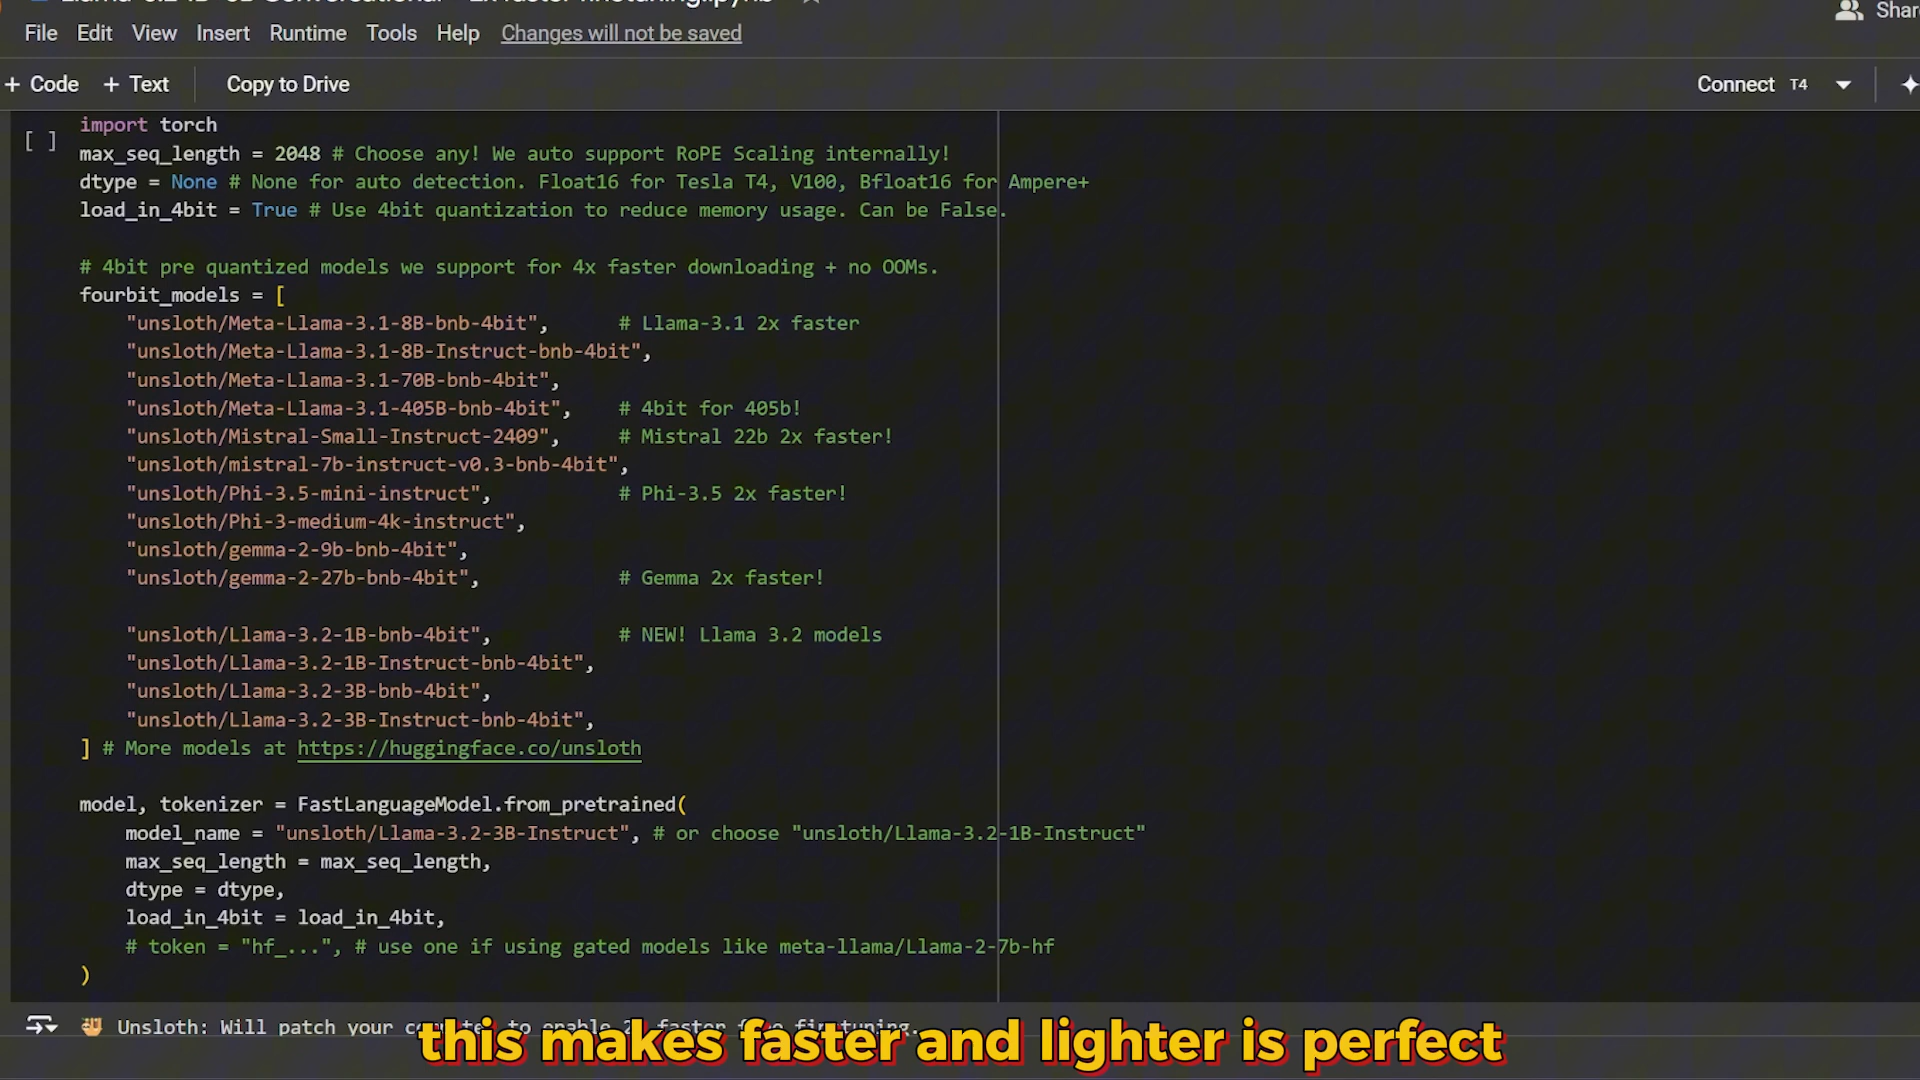 File Edit View Insert Runtime Tools Help Changes will not be saved
+ Code + Text Copy to Drive Connect T4
[ ] import torch
max_seq_length = 2048 # Choose any! We auto support RoPE Scaling internally!
dtype = None # None for auto detection. Float16 for Tesla T4, V100, Bfloat16 for Ampere+
load_in_4bit = True # Use 4bit quantization to reduce memory usage. Can be False.
# 4bit pre quantized models we support for 4x faster downloading + no OOMs.
fourbit_models = [
"unsloth/Meta-Llama-3.1-8B-bnb-4bit", # Llama-3.1 2x faster
"unsloth/Meta-Llama-3.1-8B-Instruct-bnb-4bit",
"unsloth/Meta-Llama-3.1-70B-bnb-4bit",
"unsloth/Meta-Llama-3.1-405B-bnb-4bit", # 4bit for 405b!
"unsloth/Mistral-Small-Instruct-2409", # Mistral 22b 2x faster!
"unsloth/mistral-7b-instruct-v0.3-bnb-4bit",
"unsloth/Phi-3.5-mini-instruct", # Phi-3.5 2x faster!
"unsloth/Phi-3-medium-4k-instruct",
"unsloth/gemma-2-9b-bnb-4bit",
"unsloth/gemma-2-27b-bnb-4bit", # Gemma 2x faster!
"unsloth/Llama-3.2-1B-bnb-4bit", # NEW! Llama 3.2 models
"unsloth/Llama-3.2-1B-Instruct-bnb-4bit",
"unsloth/Llama-3.2-3B-bnb-4bit",
"unsloth/Llama-3.2-3B-Instruct-bnb-4bit",
] # More models at https://huggingface.co/unsloth
model, tokenizer = FastLanguageModel.from_pretrained(
model_name = "unsloth/Llama-3.2-3B-Instruct", # or choose "unsloth/Llama-3.2-1B-Instruct"
max_seq_length = max_seq_length,
dtype = dtype,
load_in_4bit = load_in_4bit,
# token = "hf_...", # use one if using gated models like meta-llama/Llama-2-7b-hf
)
Unsloth: Will patch your
this makes faster and lighter is perfect